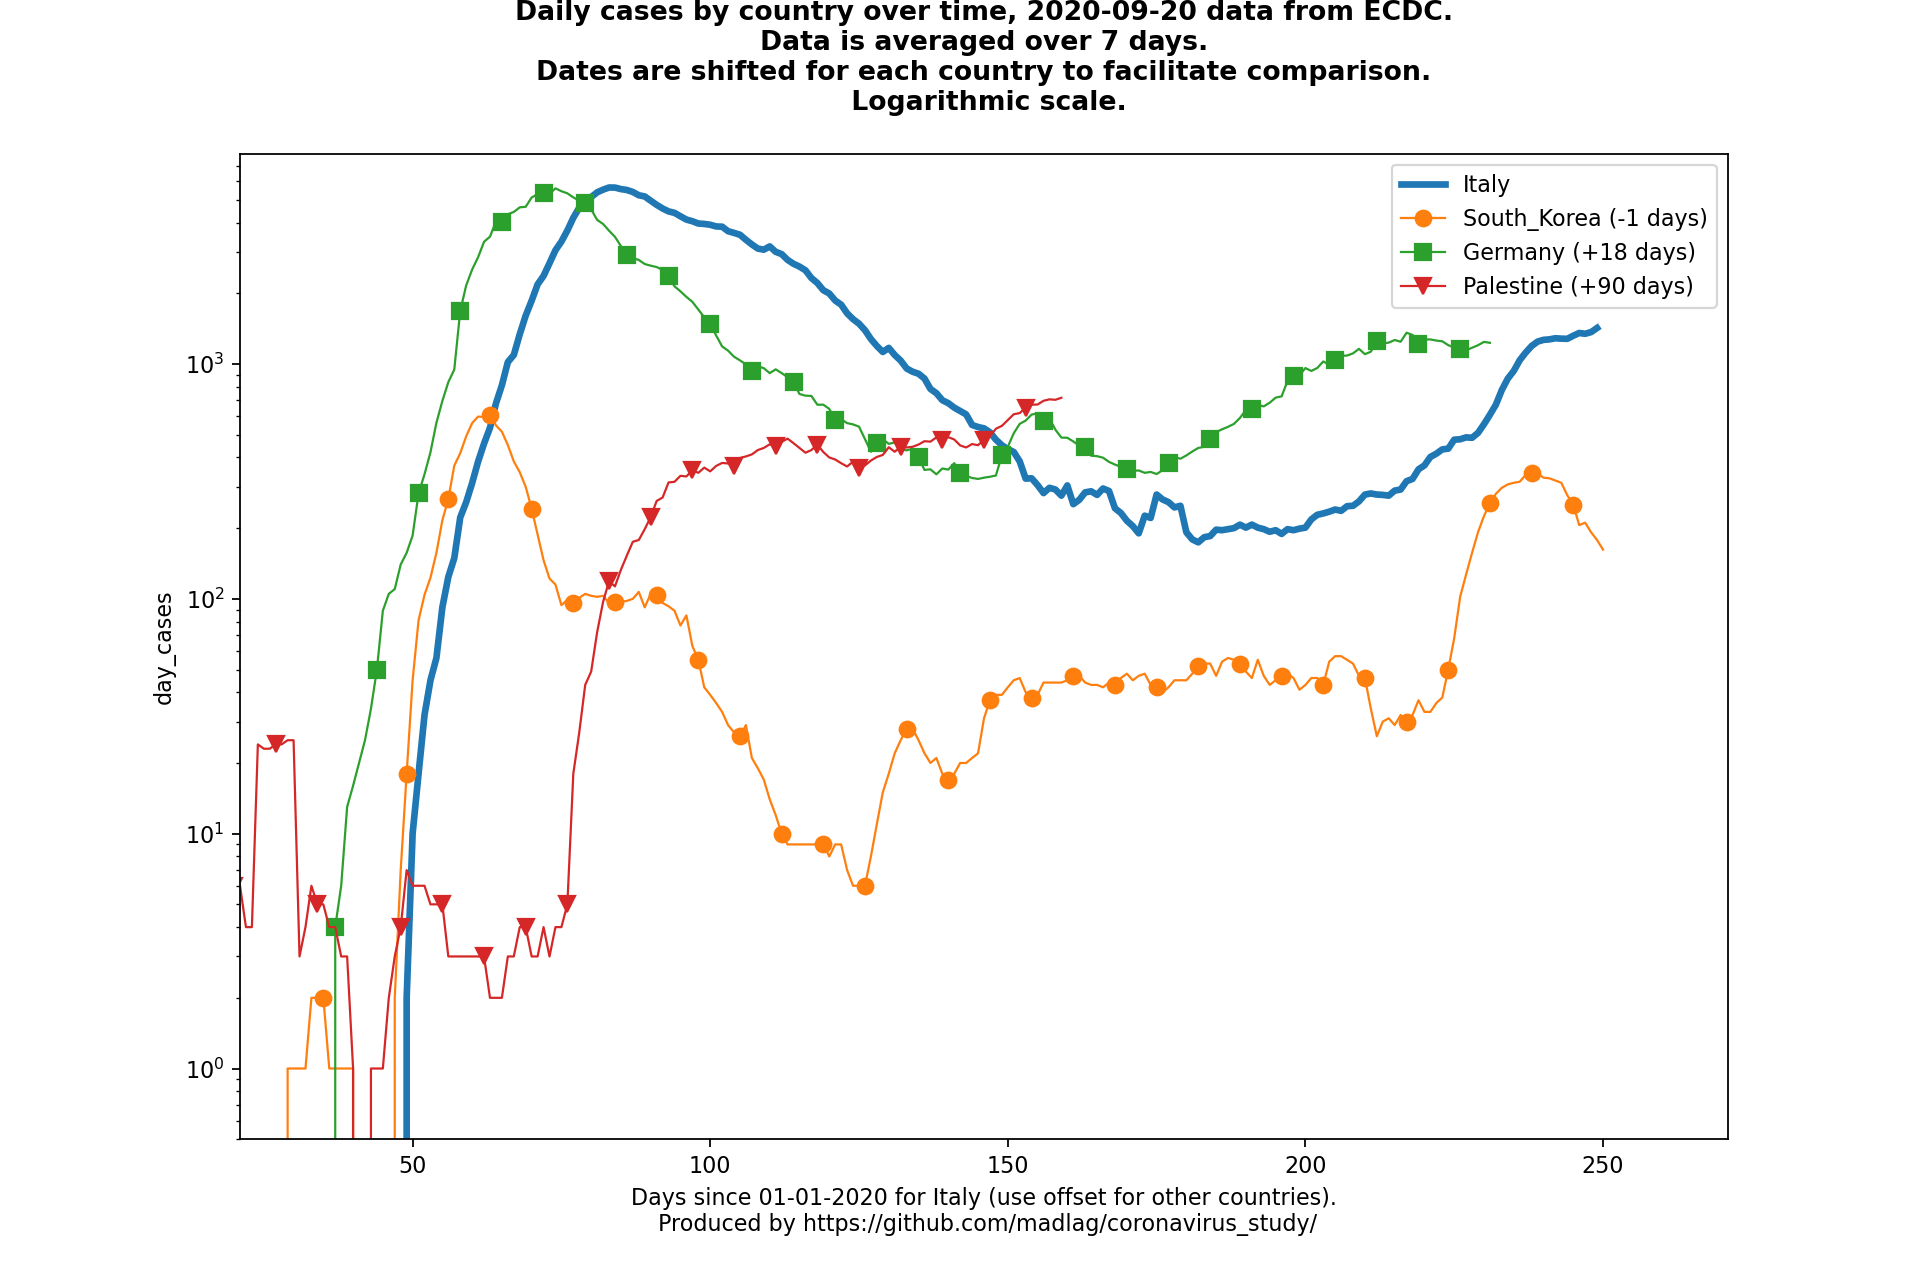 Daily cases by country over time, 2020-09-20 data from ECDC.
Data is averaged over 7 days.
Dates are shifted for each country to facilitate comparison.
Logarithmic scale.
Italy
South_Korea (-1 days)
Germany (+18 days)
Palestine (+90 days)
day_cases
10³
10²
10¹
10⁰
50 100 150 200 250
Days since 01-01-2020 for Italy (use offset for other countries).
Produced by https://github.com/madlag/coronavirus_study/